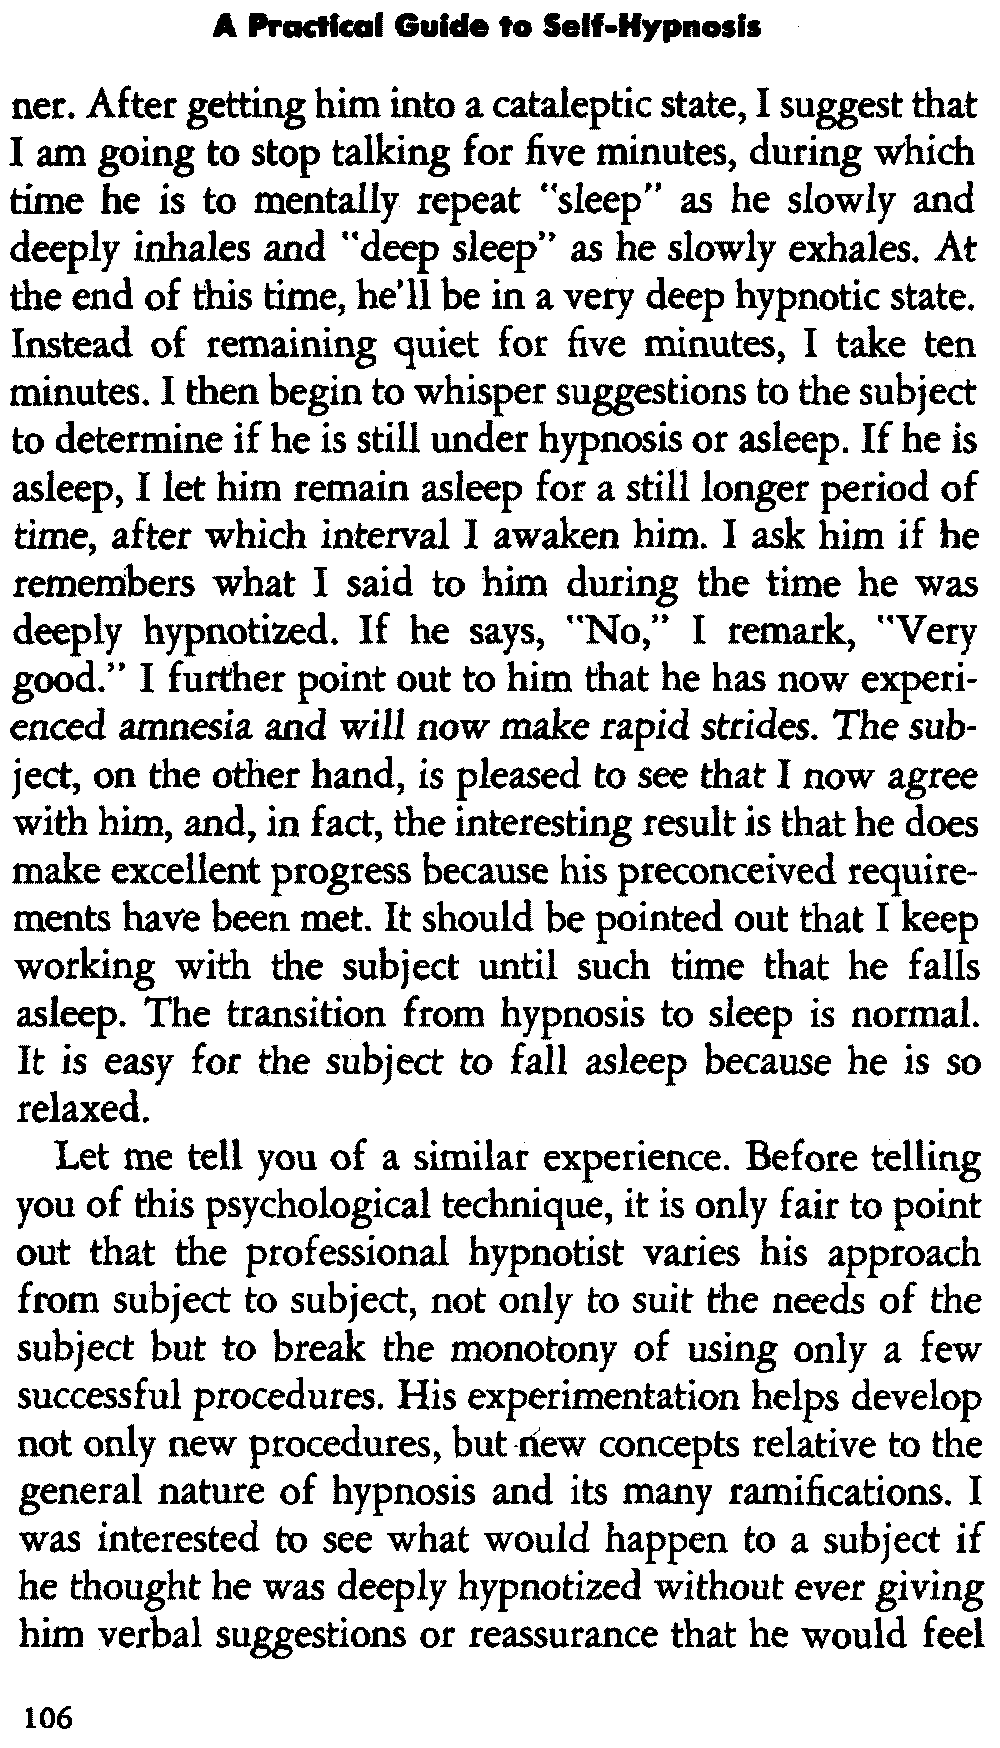 A Practical Guide to Self-Hypnosis
ner. After getting him into a cataleptic state, I suggest that
I am going to stop talking for five minutes, during which
time he is to mentally repeat "sleep" as he slowly and
deeply inhales and "deep sleep" as he slowly exhales. At
the end of this time, he'll be in a very deep hypnotic state.
Instead of remaining quiet for five minutes, I take ten
minutes. I then begin to whisper suggestions to the subject
to determine if he is still under hypnosis or asleep. If he is
asleep, I let him remain asleep for a still longer period of
time, after which interval I awaken him. I ask him if he
remembers what I said to him during the time he was
deeply hypnotized. If he says, "No," I remark, "Very
good." I further point out to him that he has now experi-
enced amnesia and will now make rapid strides. The sub-
ject, on the other hand, is pleased to see that I now agree
with him, and, in fact, the interesting result is that he does
make excellent progress because his preconceived require-
ments have been met. It should be pointed out that I keep
working with the subject until such time that he falls
asleep. The transition from hypnosis to sleep is normal.
It is easy for the subject to fall asleep because he is so
relaxed.
Let me tell you of a similar experience. Before telling
you of this psychological technique, it is only fair to point
out that the professional hypnotist varies his approach
from subject to subject, not only to suit the needs of the
subject but to break the monotony of using only a few
successful procedures. His experimentation helps develop
not only new procedures, but new concepts relative to the
general nature of hypnosis and its many ramifications. I
was interested to see what would happen to a subject if
he thought he was deeply hypnotized without ever giving
him verbal suggestions or reassurance that he would feel
106